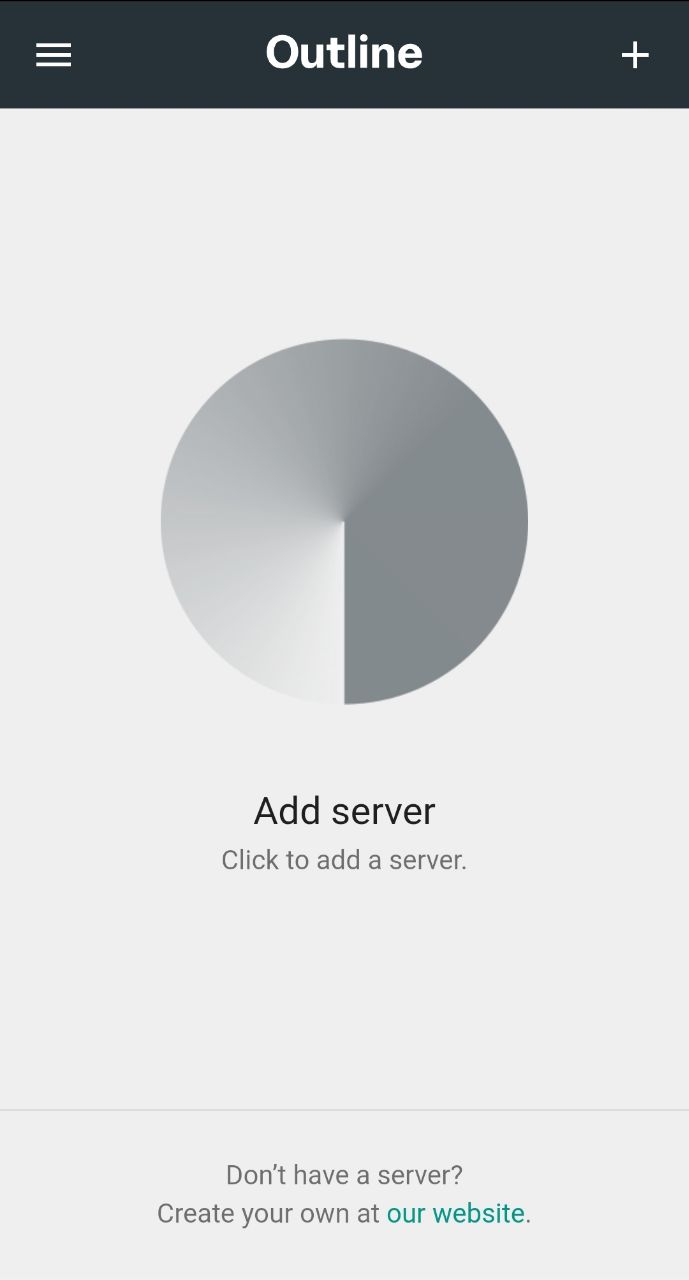 Outline
Add server
Click to add a server.
Don’t have a server?
Create your own at our website.